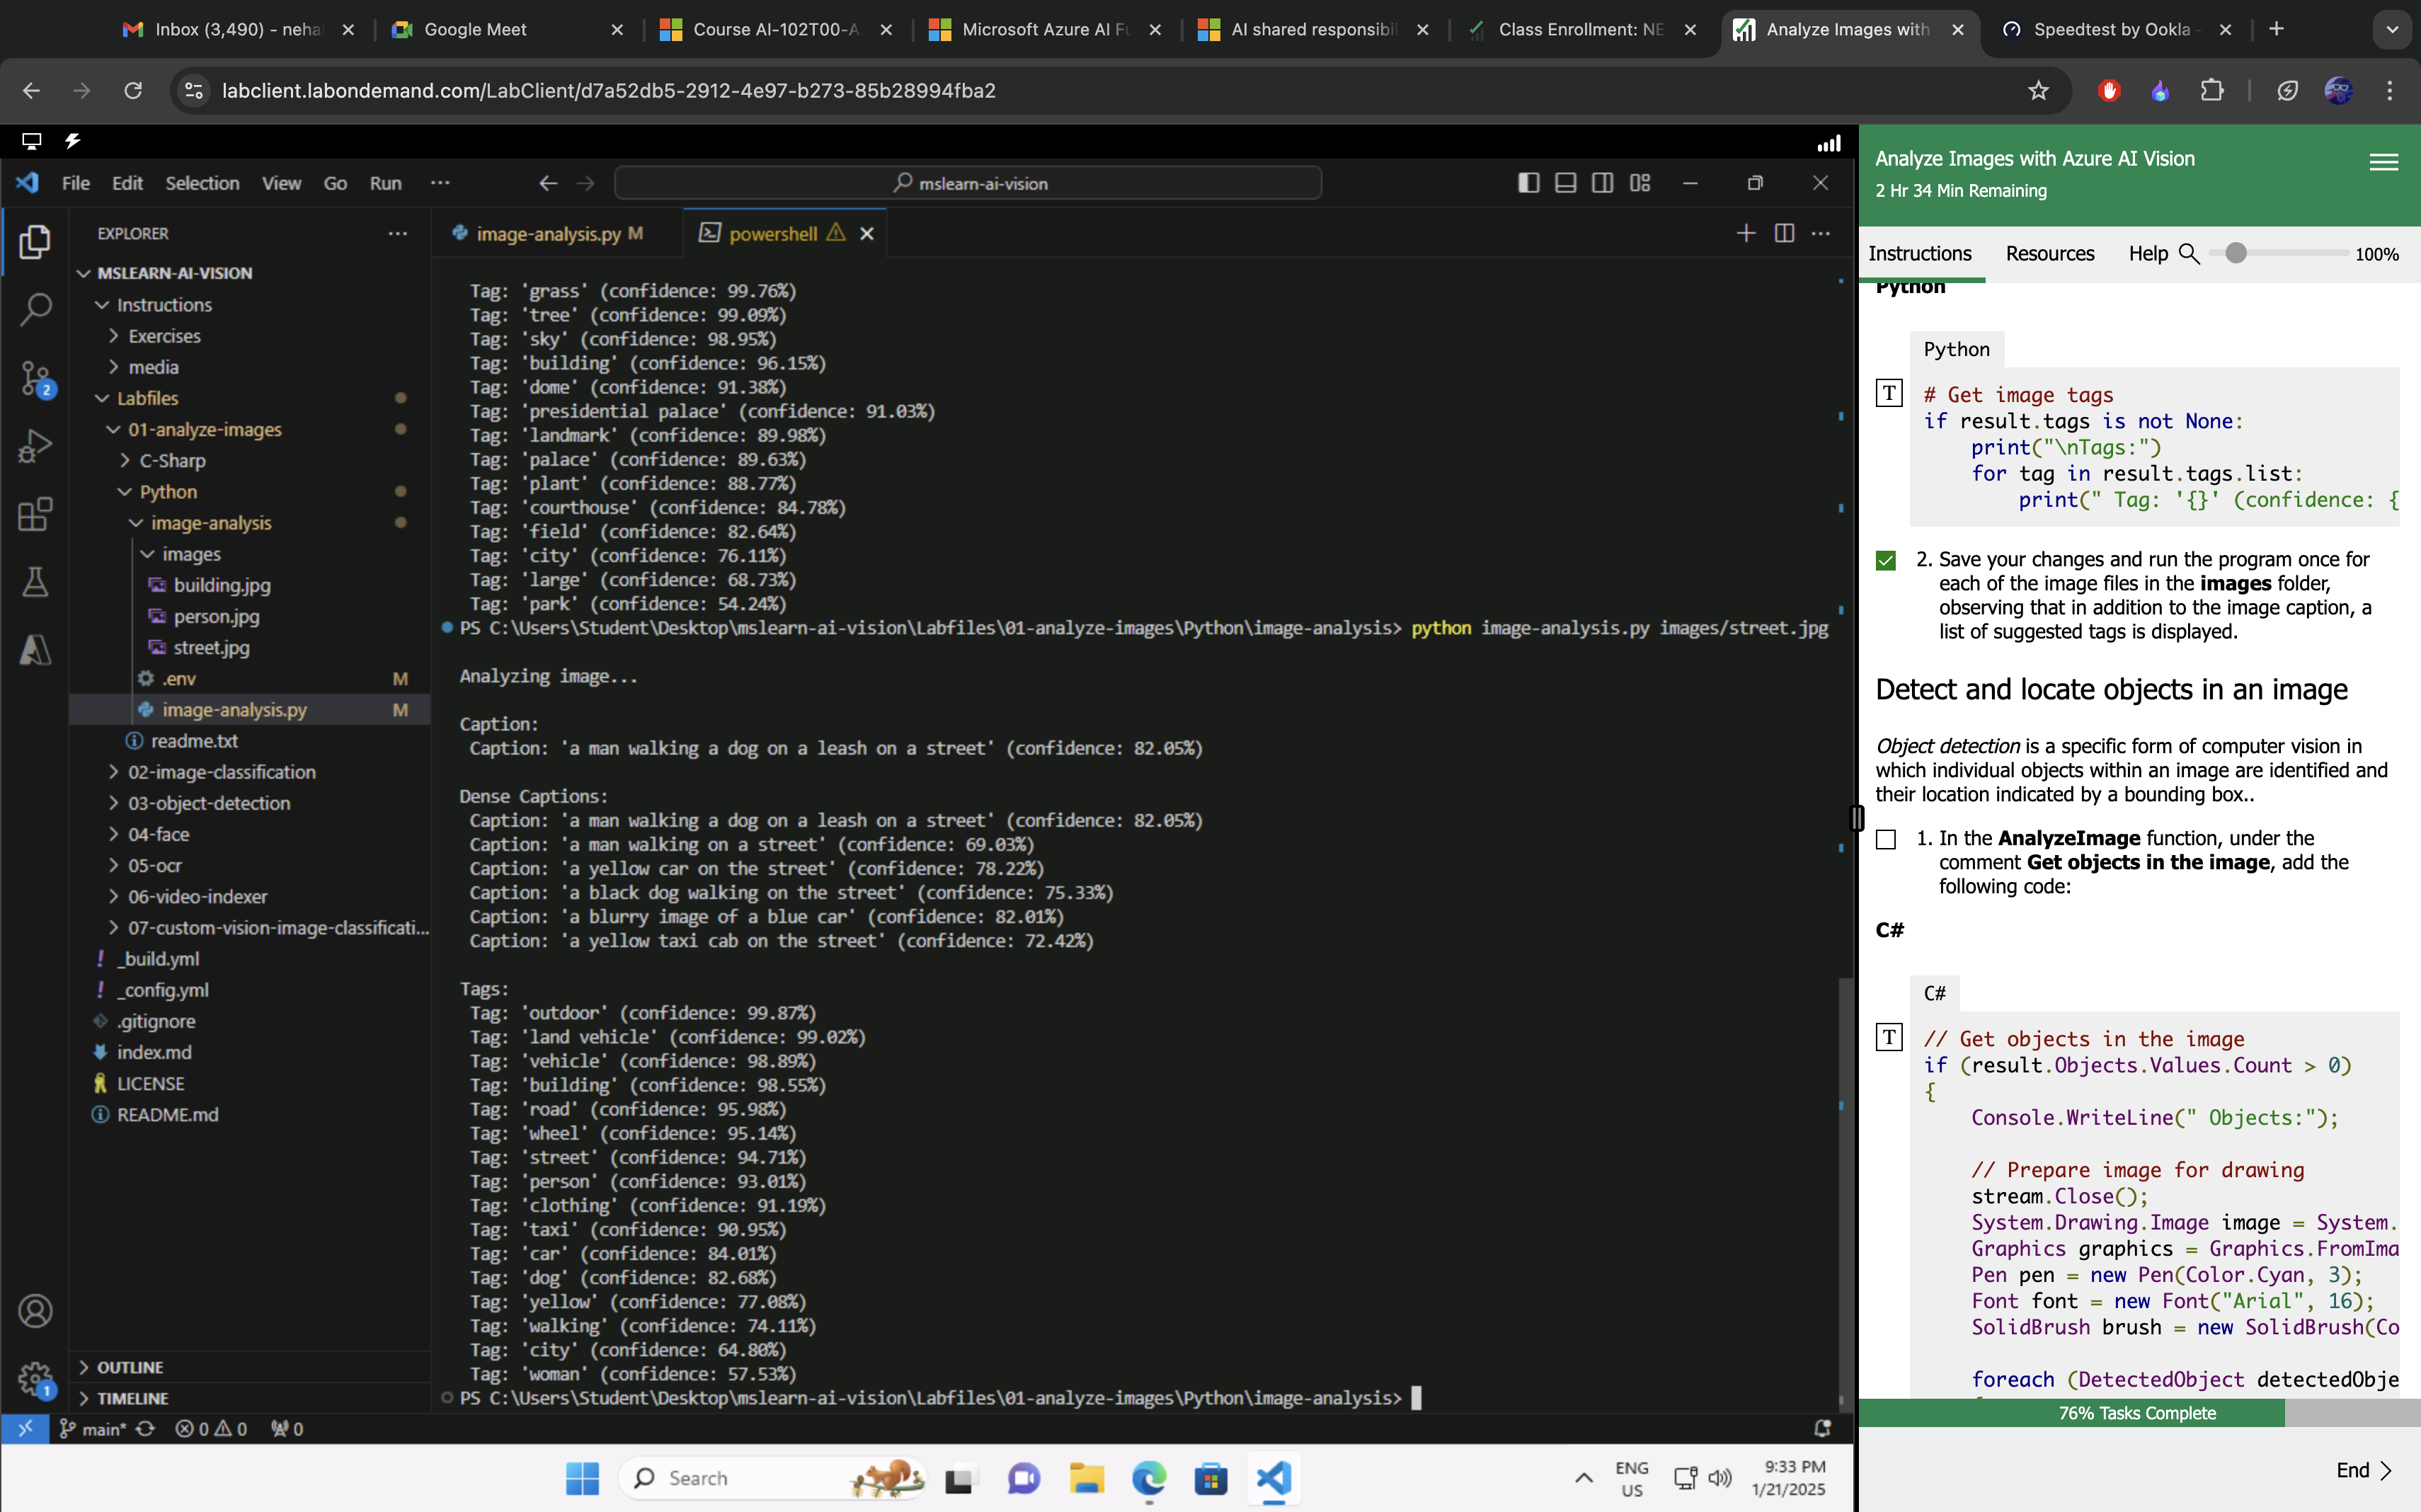 Inbox (3,490) - neha
Google Meet
Course AI-102T00-A
Microsoft Azure AI Fu
AI shared responsibil
Class Enrollment: NE
Analyze Images with
Speedtest by Ookla
labclient.labondemand.com/LabClient/d7a52db5-2912-4e97-b273-85b28994fba2
File Edit Selection View Go Run ...
mslearn-ai-vision
EXPLORER
MSLEARN-AI-VISION
Instructions
Exercises
media
Labfiles
01-analyze-images
C-Sharp
Python
image-analysis
images
building.jpg
person.jpg
street.jpg
.env M
image-analysis.py M
readme.txt
02-image-classification
03-object-detection
04-face
05-ocr
06-video-indexer
07-custom-vision-image-classificati...
_build.yml
_config.yml
.gitignore
index.md
LICENSE
README.md
OUTLINE
TIMELINE
2
1
image-analysis.py M
powershell
Tag: 'grass' (confidence: 99.76%)
Tag: 'tree' (confidence: 99.09%)
Tag: 'sky' (confidence: 98.95%)
Tag: 'building' (confidence: 96.15%)
Tag: 'dome' (confidence: 91.38%)
Tag: 'presidential palace' (confidence: 91.03%)
Tag: 'landmark' (confidence: 89.98%)
Tag: 'palace' (confidence: 89.63%)
Tag: 'plant' (confidence: 88.77%)
Tag: 'courthouse' (confidence: 84.78%)
Tag: 'field' (confidence: 82.64%)
Tag: 'city' (confidence: 76.11%)
Tag: 'large' (confidence: 68.73%)
Tag: 'park' (confidence: 54.24%)
PS C:\Users\Student\Desktop\mslearn-ai-vision\Labfiles\01-analyze-images\Python\image-analysis> python image-analysis.py images/street.jpg
Analyzing image...
Caption:
Caption: 'a man walking a dog on a leash on a street' (confidence: 82.05%)
Dense Captions:
Caption: 'a man walking a dog on a leash on a street' (confidence: 82.05%)
Caption: 'a man walking on a street' (confidence: 69.03%)
Caption: 'a yellow car on the street' (confidence: 78.22%)
Caption: 'a black dog walking on the street' (confidence: 75.33%)
Caption: 'a blurry image of a blue car' (confidence: 82.01%)
Caption: 'a yellow taxi cab on the street' (confidence: 72.42%)
Tags:
Tag: 'outdoor' (confidence: 99.87%)
Tag: 'land vehicle' (confidence: 99.02%)
Tag: 'vehicle' (confidence: 98.89%)
Tag: 'building' (confidence: 98.55%)
Tag: 'road' (confidence: 95.98%)
Tag: 'wheel' (confidence: 95.14%)
Tag: 'street' (confidence: 94.71%)
Tag: 'person' (confidence: 93.01%)
Tag: 'clothing' (confidence: 91.19%)
Tag: 'taxi' (confidence: 90.95%)
Tag: 'car' (confidence: 84.01%)
Tag: 'dog' (confidence: 82.68%)
Tag: 'yellow' (confidence: 77.08%)
Tag: 'walking' (confidence: 74.11%)
Tag: 'city' (confidence: 64.80%)
Tag: 'woman' (confidence: 57.53%)
PS C:\Users\Student\Desktop\mslearn-ai-vision\Labfiles\01-analyze-images\Python\image-analysis>
main* 0 0 0
Search
ENG
US
9:33 PM
1/21/2025
Analyze Images with Azure AI Vision
2 Hr 34 Min Remaining
Instructions Resources Help 100%
Python
Python
T
# Get image tags
if result.tags is not None:
print("\nTags:")
for tag in result.tags.list:
print(" Tag: '{}' (confidence: {
2. Save your changes and run the program once for
each of the image files in the images folder,
observing that in addition to the image caption, a
list of suggested tags is displayed.
Detect and locate objects in an image
Object detection is a specific form of computer vision in
which individual objects within an image are identified and
their location indicated by a bounding box..
1. In the AnalyzeImage function, under the
comment Get objects in the image, add the
following code:
C#
C#
T
// Get objects in the image
if (result.Objects.Values.Count > 0)
{
Console.WriteLine(" Objects:");
// Prepare image for drawing
stream.Close();
System.Drawing.Image image = System.
Graphics graphics = Graphics.FromIma
Pen pen = new Pen(Color.Cyan, 3);
Font font = new Font("Arial", 16);
SolidBrush brush = new SolidBrush(Co
foreach (DetectedObject detectedObje
76% Tasks Complete
End